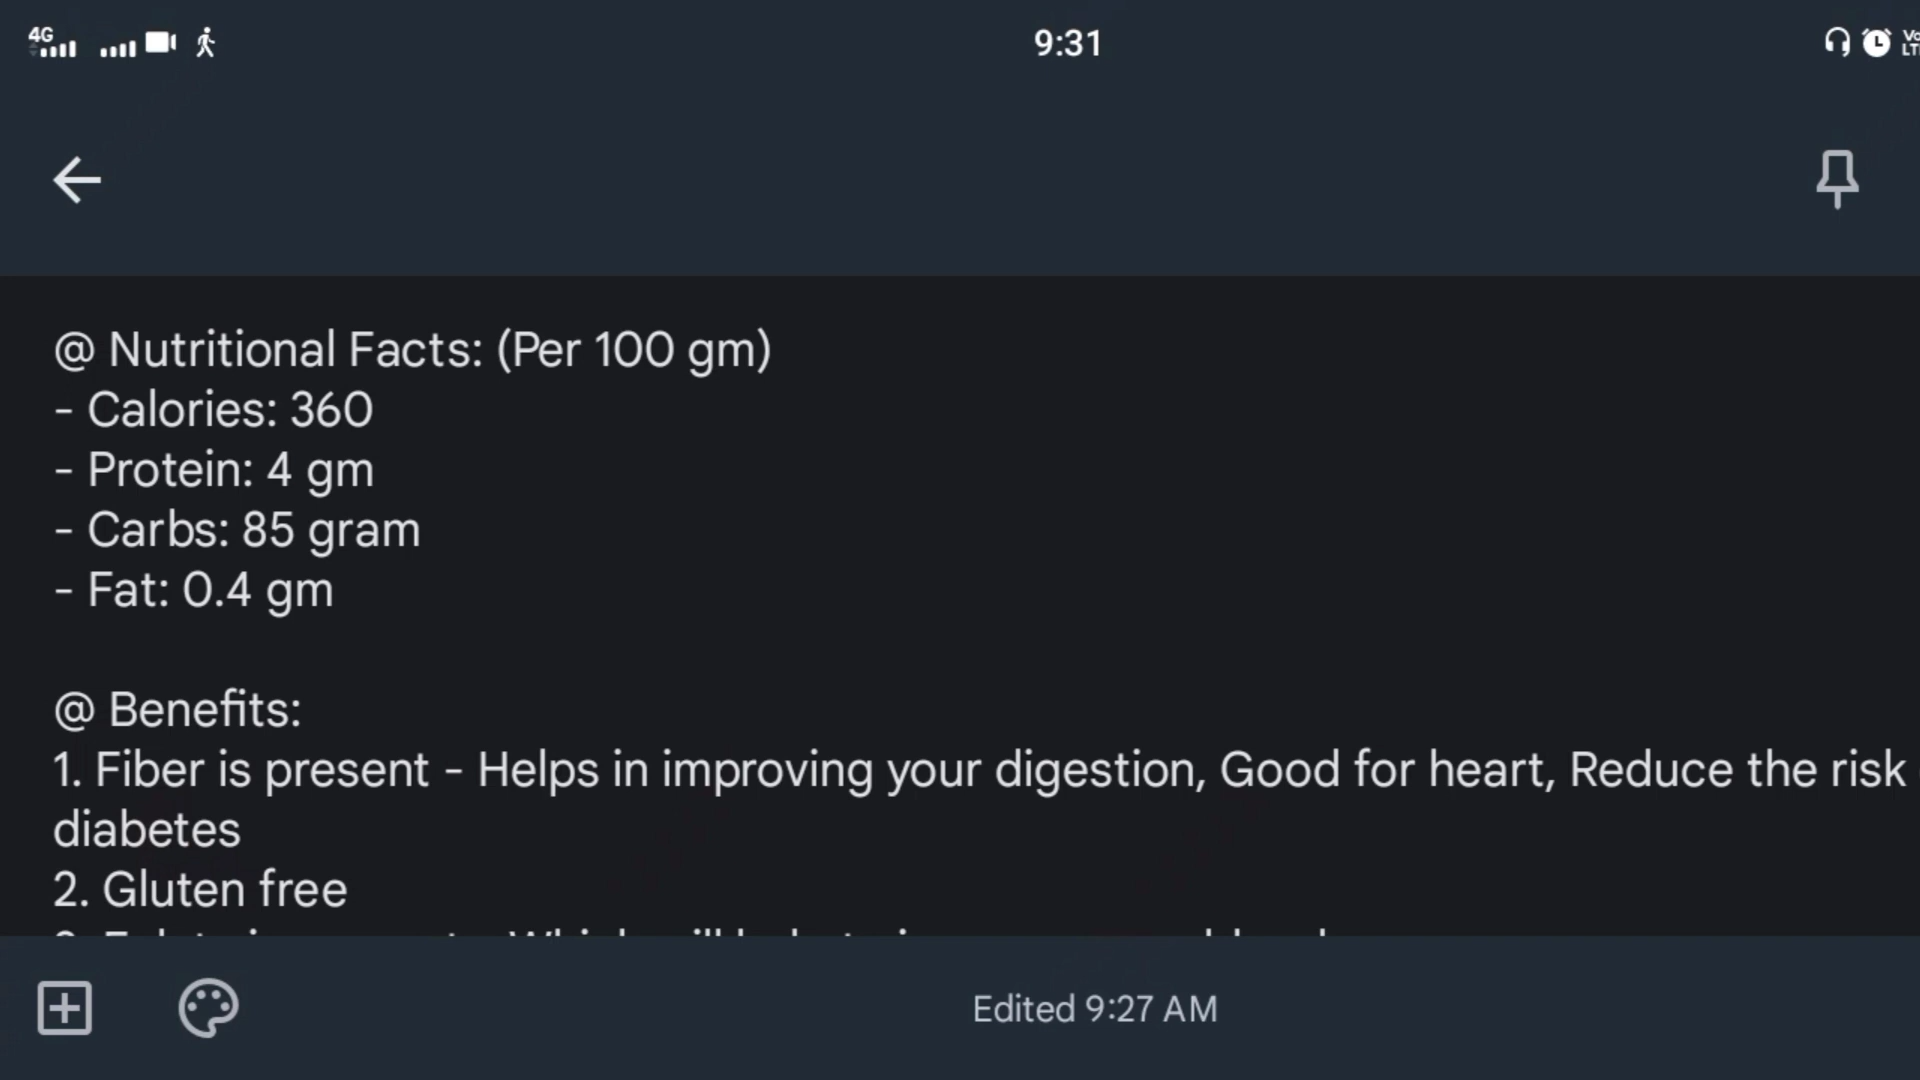 4G
9:31
@ Nutritional Facts: (Per 100 gm)
- Calories: 360
- Protein: 4 gm
- Carbs: 85 gram
- Fat: 0.4 gm
@ Benefits:
1. Fiber is present - Helps in improving your digestion, Good for heart, Reduce the risk
diabetes
2. Gluten free
Edited 9:27 AM